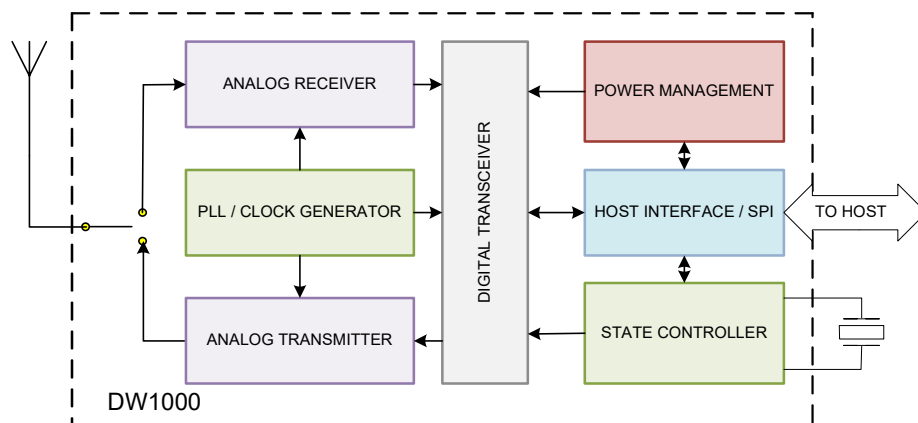 ANALOG RECEIVER
POWER MANAGEMENT
DIGITAL TRANSCEIVER
PLL / CLOCK GENERATOR
HOST INTERFACE / SPI
TO HOST
ANALOG TRANSMITTER
STATE CONTROLLER
DW1000